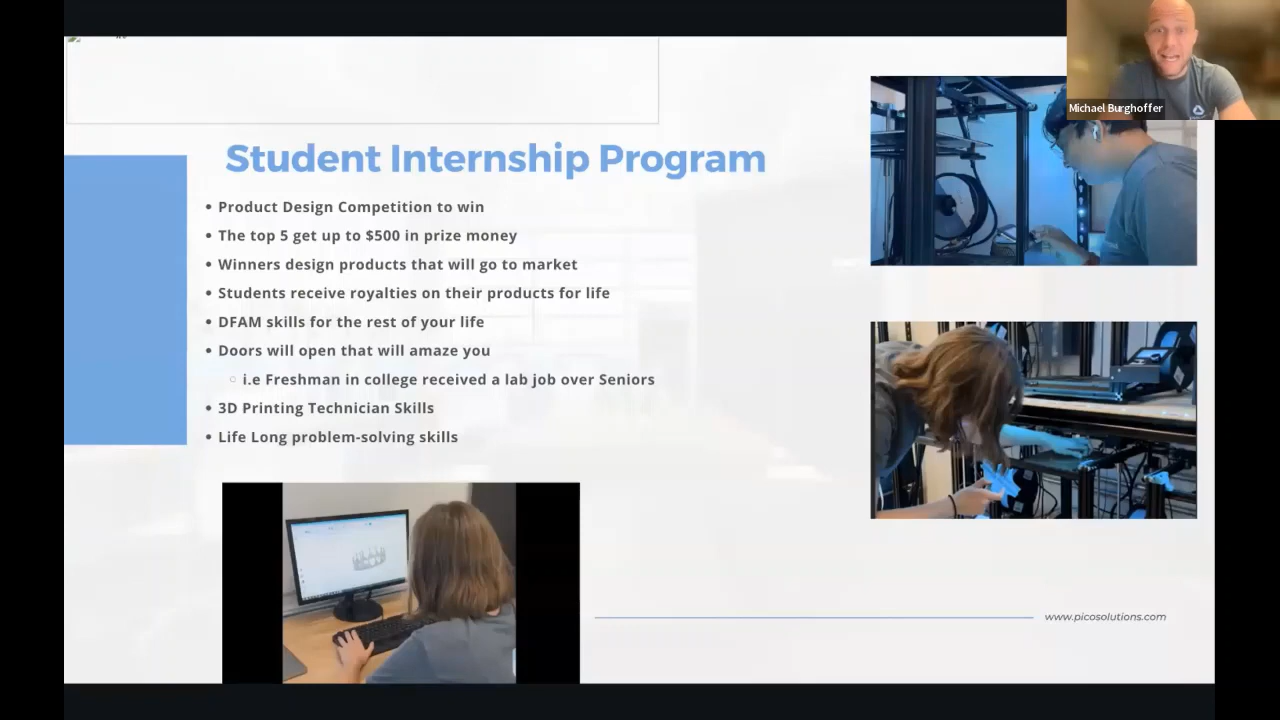 Michael Burghoffer
Student Internship Program
• Product Design Competition to win
• The top 5 get up to $500 in prize money
• Winners design products that will go to market
• Students receive royalties on their products for life
• DFAM skills for the rest of your life
• Doors will open that will amaze you
○ i.e Freshman in college received a lab job over Seniors
• 3D Printing Technician Skills
• Life Long problem-solving skills
www.picosolutions.com